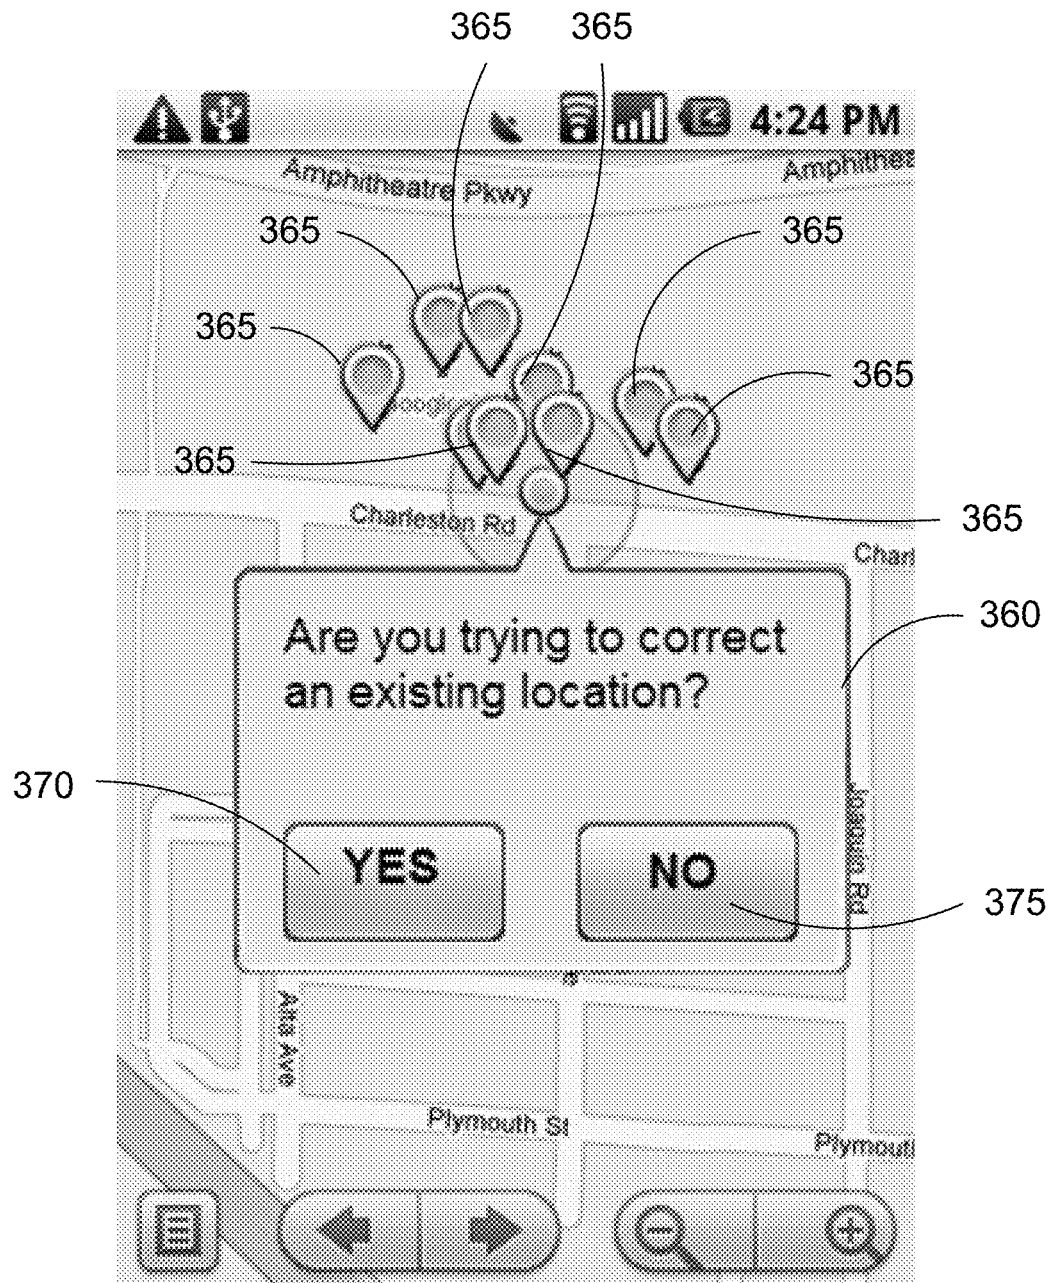 365 365
4:24 PM
Amphitheatre Pkwy
Amphithea
365
365
365
365
365
365
Charleston Rd
365
Charl
360
Are you trying to correct
an existing location?
370
YES
NO
Joaquin Rd
375
Alta Ave
Plymouth St
Plymouth